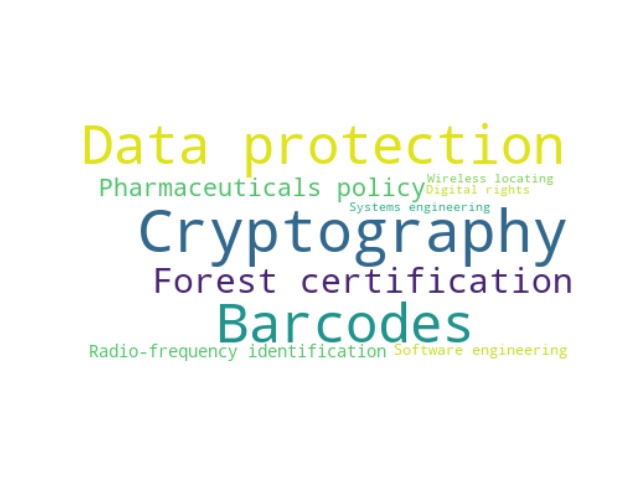 Data protection
Pharmaceuticals policy
Wireless locating
Digital rights
Systems engineering
Cryptography
Forest certification
Barcodes
Radio-frequency identification
Software engineering